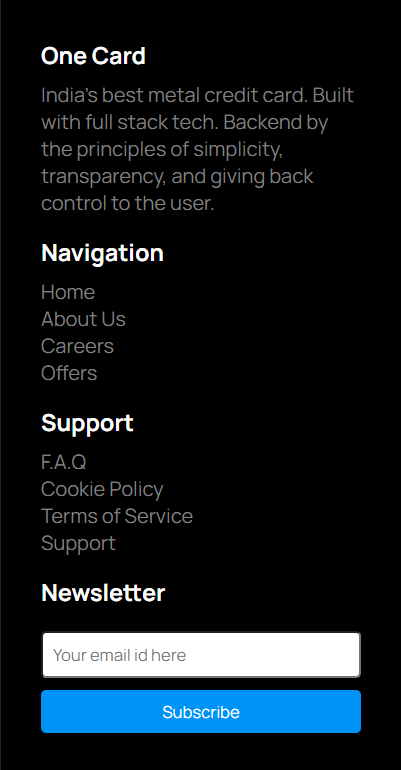 One Card
India's best metal credit card. Built
with full stack tech. Backend by
the principles of simplicity,
transparency, and giving back
control to the user.
Navigation
Home
About Us
Careers
Offers
Support
F.A.Q
Cookie Policy
Terms of Service
Support
Newsletter
Your email id here
Subscribe